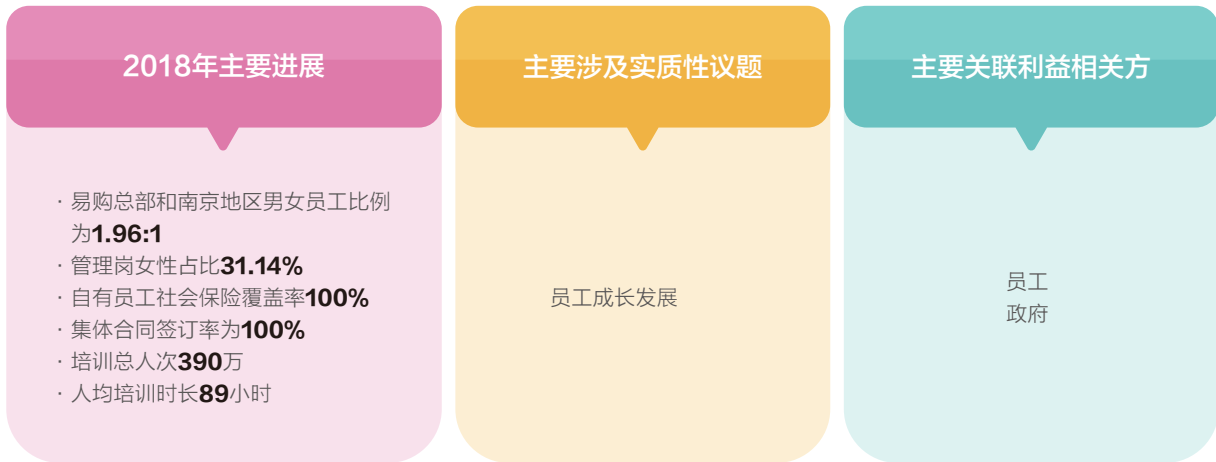 2018年主要进展
· 易购总部和南京地区男女员工比例
为1.96:1
· 管理岗女性占比31.14%
· 自有员工社会保险覆盖率100%
· 集体合同签订率为100%
· 培训总人次390万
· 人均培训时长89小时
主要涉及实质性议题
员工成长发展
主要关联利益相关方
员工
政府